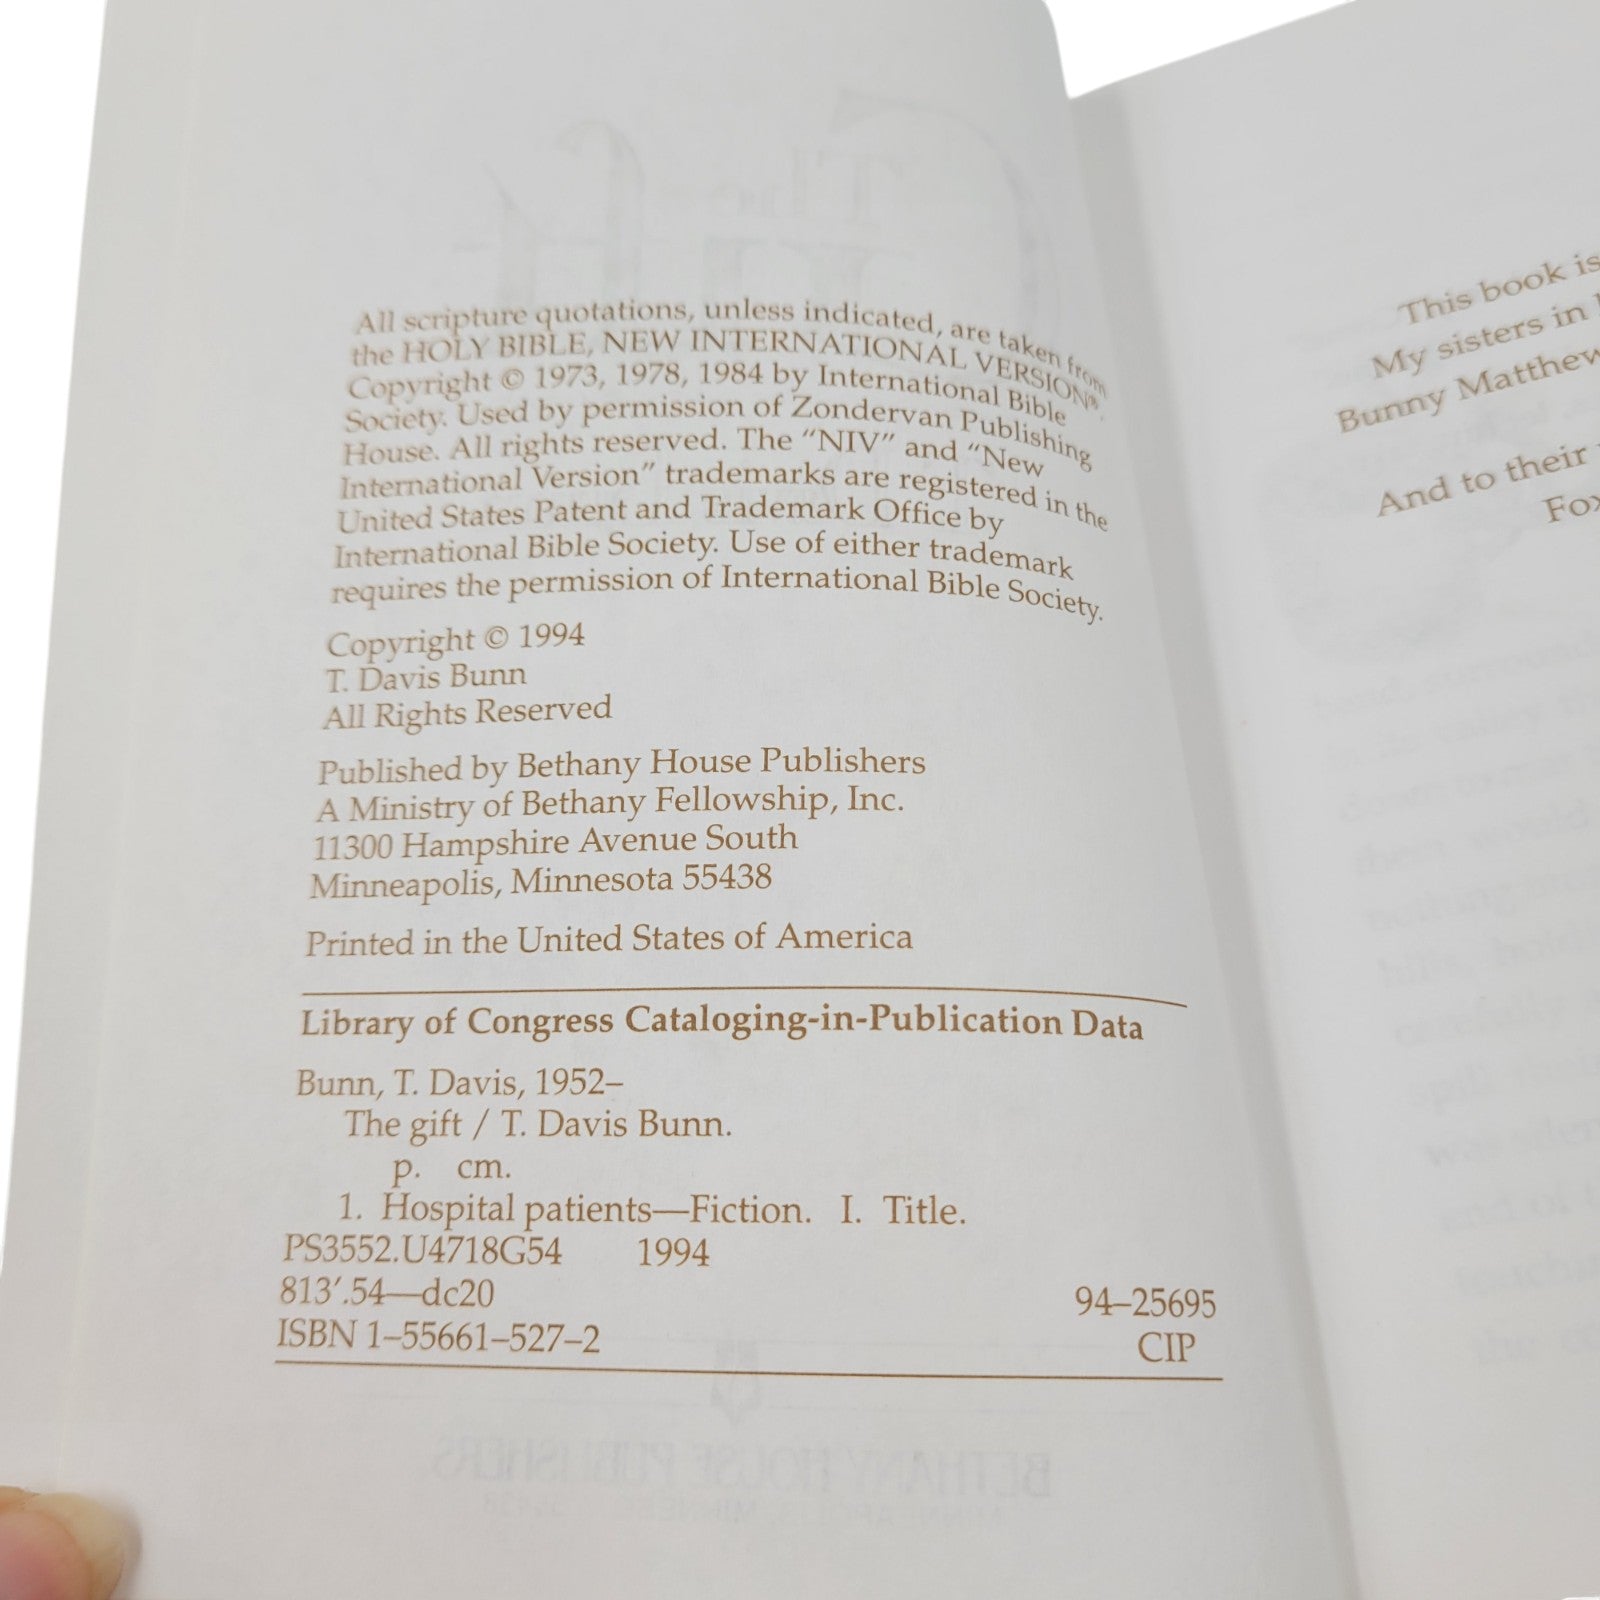 All scripture quotations, unless indicated, are taken from
the HOLY BIBLE, NEW INTERNATIONAL VERSION®.
Copyright © 1973, 1978, 1984 by International Bible
Society. Used by permission of Zondervan Publishing
House. All rights reserved. The “NIV” and “New
International Version” trademarks are registered in the
United States Patent and Trademark Office by
International Bible Society. Use of either trademark
requires the permission of International Bible Society.
Copyright © 1994
T. Davis Bunn
All Rights Reserved
Published by Bethany House Publishers
A Ministry of Bethany Fellowship, Inc.
11300 Hampshire Avenue South
Minneapolis, Minnesota 55438
Printed in the United States of America
Library of Congress Cataloging-in-Publication Data
Bunn, T. Davis, 1952–
The gift / T. Davis Bunn.
p. cm.
1. Hospital patients—Fiction. I. Title.
PS3552.U4718G54 1994
813′.54—dc20 94–25695
ISBN 1–55661–527–2 CIP
This book is
My sisters in
Bunny Matthew
And to their